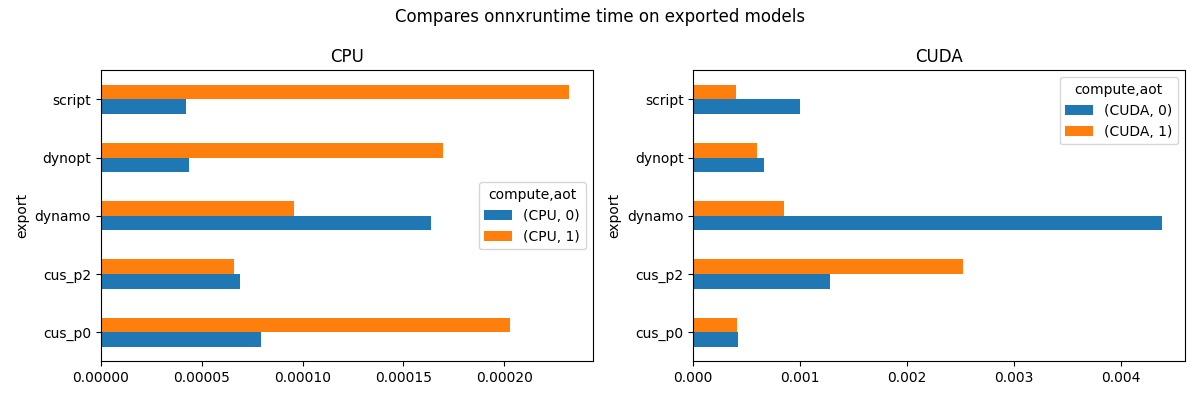 Compares onnxruntime time on exported models
CPU
export
script
dynopt
dynamo
cus_p2
cus_p0
compute,aot
(CPU, 0)
(CPU, 1)
0.00000 0.00005 0.00010 0.00015 0.00020
CUDA
export
script
dynopt
dynamo
cus_p2
cus_p0
compute,aot
(CUDA, 0)
(CUDA, 1)
0.000 0.001 0.002 0.003 0.004